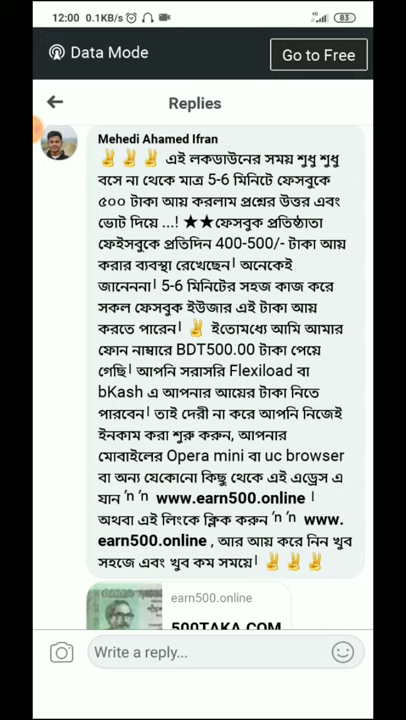 12:00 0.1KB/s 4G 83
Data Mode Go to Free
Replies
Mehedi Ahamed Ifran
✌✌✌ এই লকডাউনের সময় শুধু শুধু
বসে না থেকে মাত্র 5-6 মিনিটে ফেসবুকে
৫০০ টাকা আয় করলাম প্রশ্নের উত্তর এবং
ভোট দিয়ে ...! ★★ফেসবুক প্রতিষ্ঠাতা
ফেইসবুকে প্রতিদিন 400-500/- টাকা আয়
করার ব্যবস্থা রেখেছেন। অনেকেই
জানেননা। 5-6 মিনিটের সহজ কাজ করে
সকল ফেসবুক ইউজার এই টাকা আয়
করতে পারেন। ✌ ইতোমধ্যে আমি আমার
ফোন নাম্বারে BDT500.00 টাকা পেয়ে
গেছি। আপনি সরাসরি Flexiload বা
bKash এ আপনার আয়ের টাকা নিতে
পারবেন। তাই দেরী না করে আপনি নিজেই
ইনকাম করা শুরু করুন, আপনার
মোবাইলের Opera mini বা uc browser
বা অন্য যেকোনো কিছু থেকে এই এড্রেস এ
যান ’n ’n www.earn500.online ।
অথবা এই লিংকে ক্লিক করুন ’n ’n www.
earn500.online , আর আয় করে নিন খুব
সহজে এবং খুব কম সময়ে। ✌✌✌
earn500.online
500TAKA.COM
Write a reply...